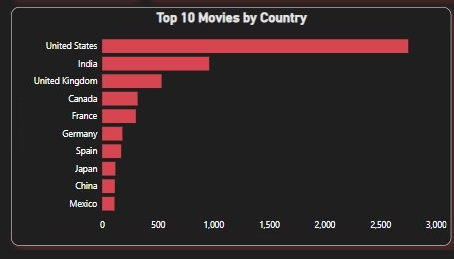 Top 10 Movies by Country
United States
India
United Kingdom
Canada
France
Germany
Spain
Japan
China
Mexico
0 500 1,000 1,500 2,000 2,500 3,000